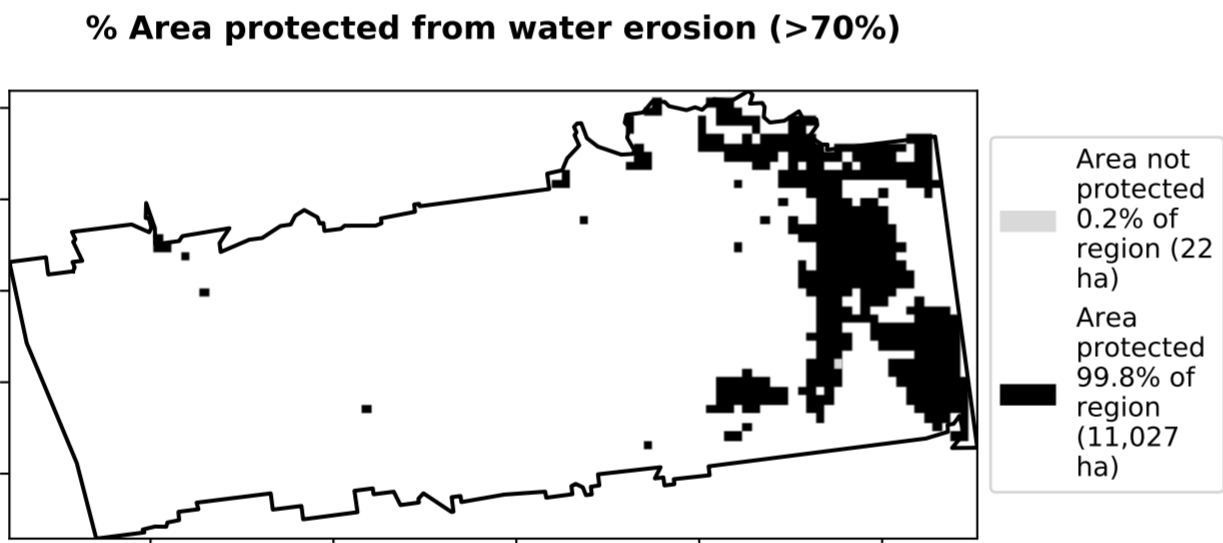 % Area protected from water erosion (>70%)
Area not
protected
0.2% of
region (22
ha)
Area
protected
99.8% of
region
(11,027
ha)